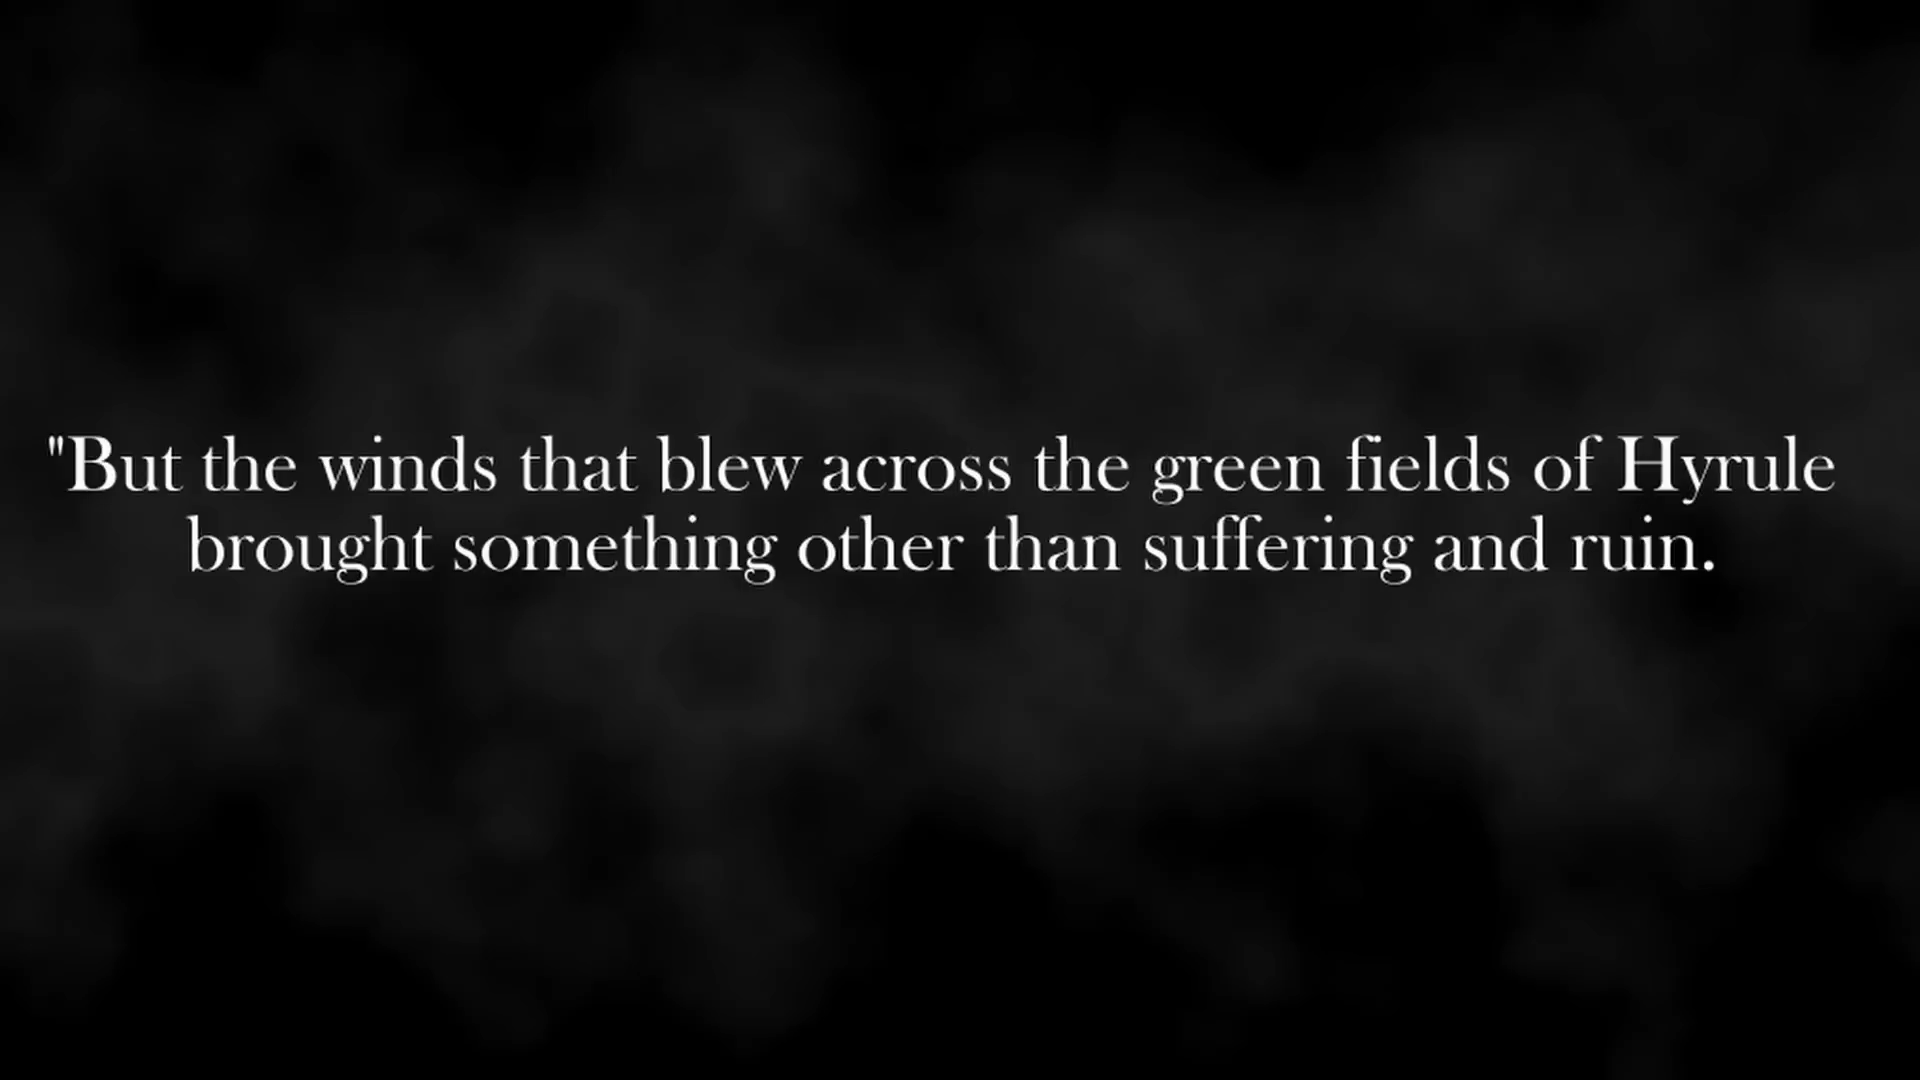 "But the winds that blew across the green fields of Hyrule
brought something other than suffering and ruin.